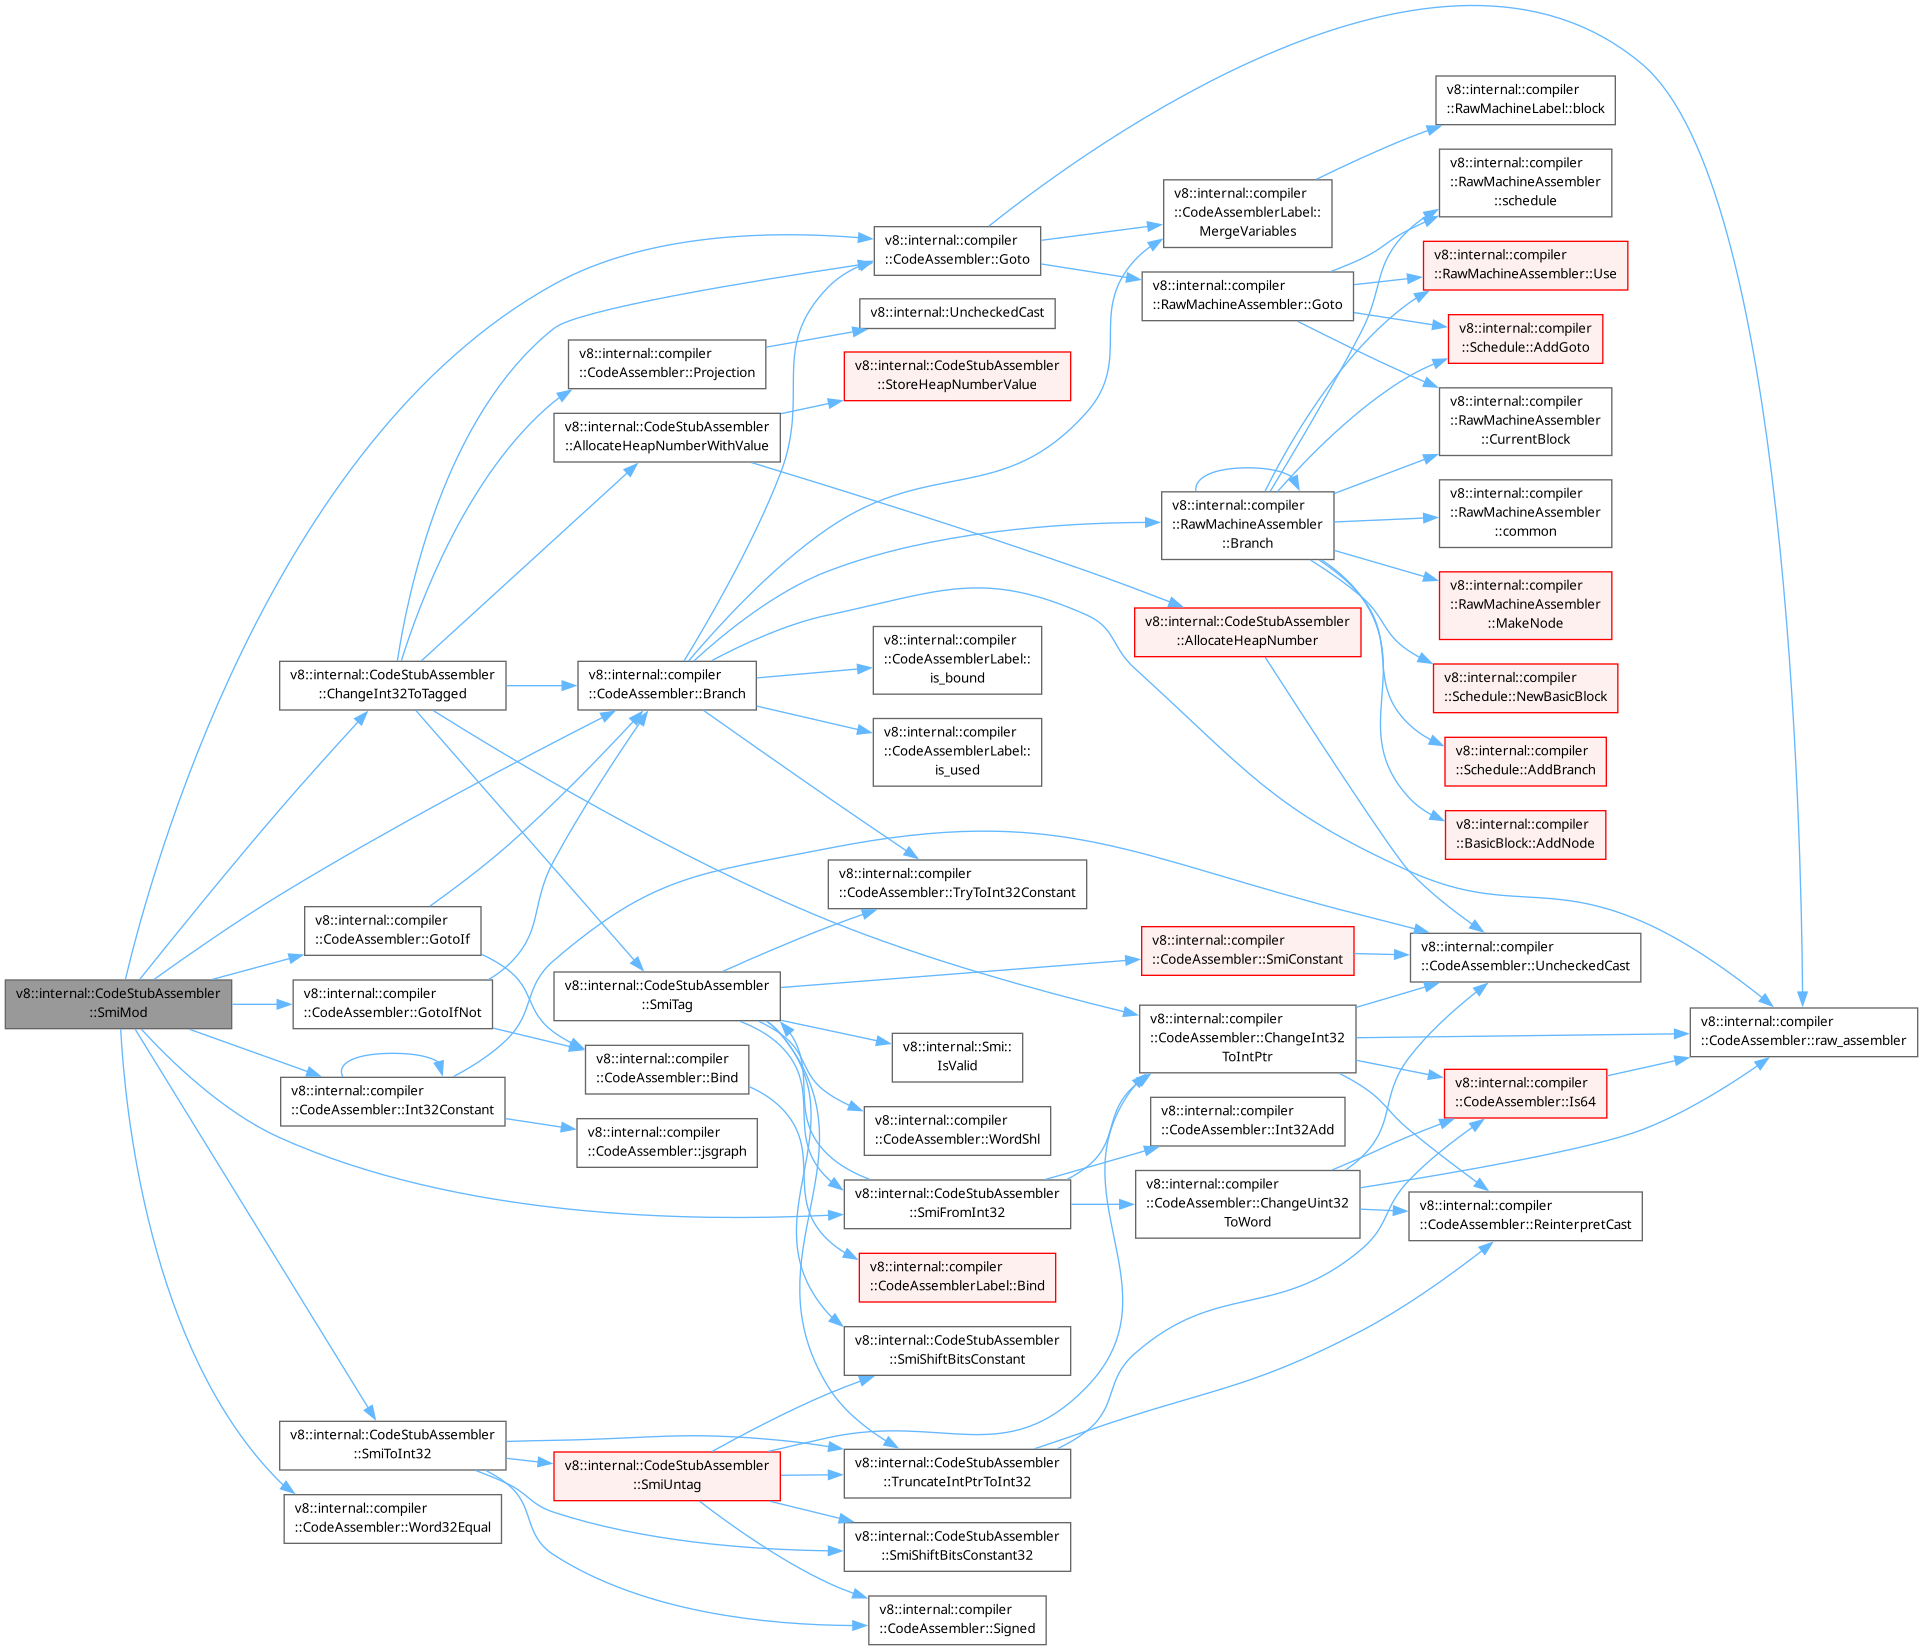 v8::internal::CodeStubAssembler
::SmiMod
v8::internal::CodeStubAssembler
::ChangeInt32ToTagged
v8::internal::compiler
::CodeAssembler::GotoIf
v8::internal::compiler
::CodeAssembler::GotoIfNot
v8::internal::compiler
::CodeAssembler::Int32Constant
v8::internal::CodeStubAssembler
::SmiToInt32
v8::internal::compiler
::CodeAssembler::Word32Equal
v8::internal::compiler
::CodeAssembler::Projection
v8::internal::CodeStubAssembler
::AllocateHeapNumberWithValue
v8::internal::compiler
::CodeAssembler::Branch
v8::internal::CodeStubAssembler
::SmiTag
v8::internal::compiler
::CodeAssembler::Bind
v8::internal::compiler
::CodeAssembler::jsgraph
v8::internal::CodeStubAssembler
::SmiUntag
v8::internal::compiler
::CodeAssembler::Goto
v8::internal::UncheckedCast
v8::internal::CodeStubAssembler
::StoreHeapNumberValue
v8::internal::compiler
::CodeAssemblerLabel::
is_bound
v8::internal::compiler
::CodeAssemblerLabel::
is_used
v8::internal::compiler
::CodeAssembler::TryToInt32Constant
v8::internal::Smi::
IsValid
v8::internal::compiler
::CodeAssembler::WordShl
v8::internal::CodeStubAssembler
::SmiFromInt32
v8::internal::compiler
::CodeAssemblerLabel::Bind
v8::internal::CodeStubAssembler
::SmiShiftBitsConstant
v8::internal::CodeStubAssembler
::TruncateIntPtrToInt32
v8::internal::CodeStubAssembler
::SmiShiftBitsConstant32
v8::internal::compiler
::CodeAssembler::Signed
v8::internal::compiler
::CodeAssemblerLabel::
MergeVariables
v8::internal::compiler
::RawMachineAssembler::Goto
v8::internal::compiler
::RawMachineAssembler
::Branch
v8::internal::CodeStubAssembler
::AllocateHeapNumber
v8::internal::compiler
::CodeAssembler::SmiConstant
v8::internal::compiler
::CodeAssembler::ChangeInt32
ToIntPtr
v8::internal::compiler
::CodeAssembler::Int32Add
v8::internal::compiler
::CodeAssembler::ChangeUint32
ToWord
v8::internal::compiler
::RawMachineLabel::block
v8::internal::compiler
::RawMachineAssembler
::schedule
v8::internal::compiler
::RawMachineAssembler::Use
v8::internal::compiler
::Schedule::AddGoto
v8::internal::compiler
::RawMachineAssembler
::CurrentBlock
v8::internal::compiler
::RawMachineAssembler
::common
v8::internal::compiler
::RawMachineAssembler
::MakeNode
v8::internal::compiler
::Schedule::NewBasicBlock
v8::internal::compiler
::Schedule::AddBranch
v8::internal::compiler
::BasicBlock::AddNode
v8::internal::compiler
::CodeAssembler::UncheckedCast
v8::internal::compiler
::CodeAssembler::Is64
v8::internal::compiler
::CodeAssembler::ReinterpretCast
v8::internal::compiler
::CodeAssembler::raw_assembler